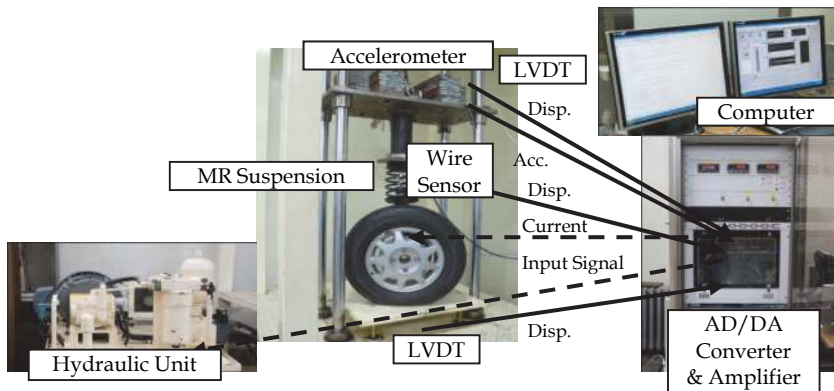 Accelerometer
LVDT
Disp.
Computer
Acc.
Wire
Sensor
MR Suspension
Disp.
Current
Input Signal
Disp.
LVDT
Hydraulic Unit
AD/DA
Converter
& Amplifier